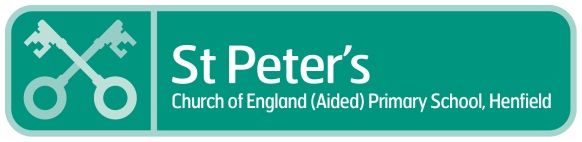 St Peter's
Church of England (Aided) Primary School, Henfield